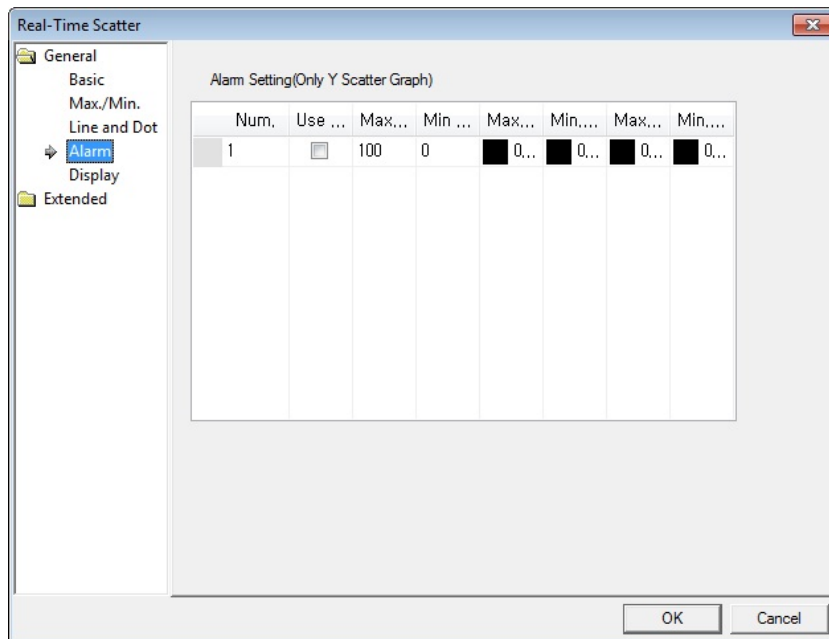 Real-Time Scatter
General
Basic
Max./Min.
Line and Dot
Alarm
Display
Extended
Alarm Setting(Only Y Scatter Graph)
Num, Use ... Max... Min ... Max... Min,... Max... Min,...
1 100 0 0... 0... 0... 0...
OK Cancel